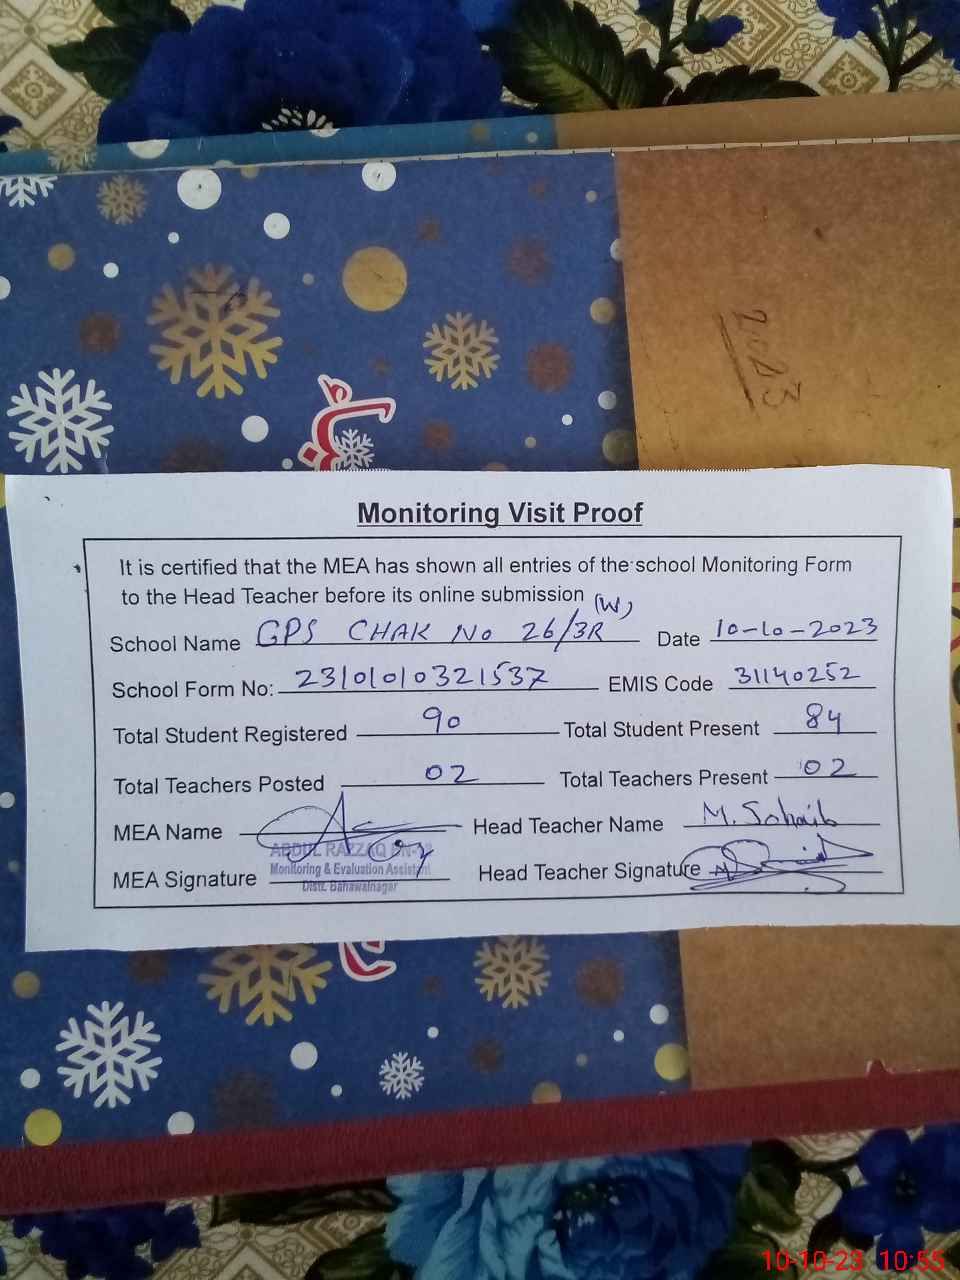 2023
Monitoring Visit Proof
It is certified that the MEA has shown all entries of the school Monitoring Form
to the Head Teacher before its online submission
School Name GPS CHAK No 26/3R (W) Date 10-10-2023
School Form No: 23101010321537 EMIS Code 31140252
Total Student Registered 90 Total Student Present 84
Total Teachers Posted 02 Total Teachers Present 02
MEA Name Head Teacher Name M. Sohaib
ABDUL RAZZAQ
Monitoring & Evaluation Assistant
MEA Signature Head Teacher Signature
Distt. Bahawalnagar
10-10-23 10:55